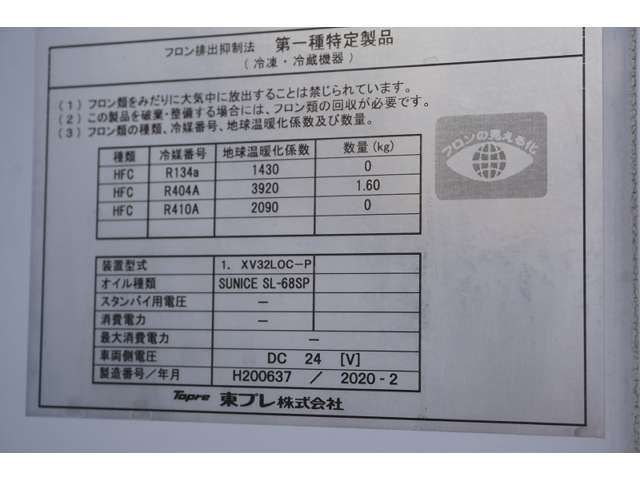 フロン排出抑制法 第一種特定製品
(冷凍・冷蔵機器)
(1) フロン類をみだりに大気中に放出することは禁じられています。
(2) この製品を破棄・整備する場合には、フロン類の回収が必要です。
(3) フロン類の種類、冷媒番号、地球温暖化係数及び数量。
種類 冷媒番号 地球温暖化係数 数量(kg)
HFC R134a 1430 0
HFC R404A 3920 1.60
HFC R410A 2090 0
フロンの見える化
装置型式 1. XV32LOC-P
オイル種類 SUNICE SL-68SP
スタンバイ用電圧 －
消費電力 －
最大消費電力 －
車両側電圧 DC 24 [V]
製造番号/年月 H200637 / 2020-2
Topre 東プレ株式会社